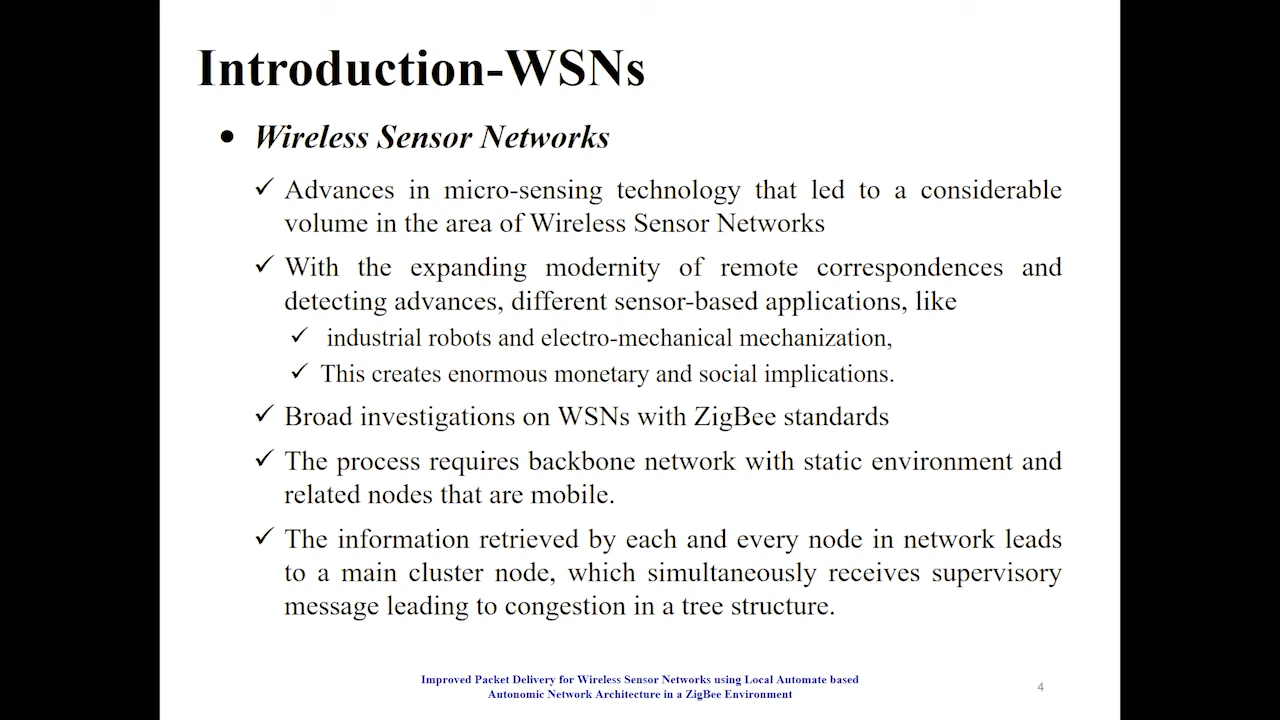 Introduction-WSNs
• Wireless Sensor Networks
✓ Advances in micro-sensing technology that led to a considerable
volume in the area of Wireless Sensor Networks
✓ With the expanding modernity of remote correspondences and
detecting advances, different sensor-based applications, like
✓ industrial robots and electro-mechanical mechanization,
✓ This creates enormous monetary and social implications.
✓ Broad investigations on WSNs with ZigBee standards
✓ The process requires backbone network with static environment and
related nodes that are mobile.
✓ The information retrieved by each and every node in network leads
to a main cluster node, which simultaneously receives supervisory
message leading to congestion in a tree structure.
Improved Packet Delivery for Wireless Sensor Networks using Local Automate based
Autonomic Network Architecture in a ZigBee Environment
4